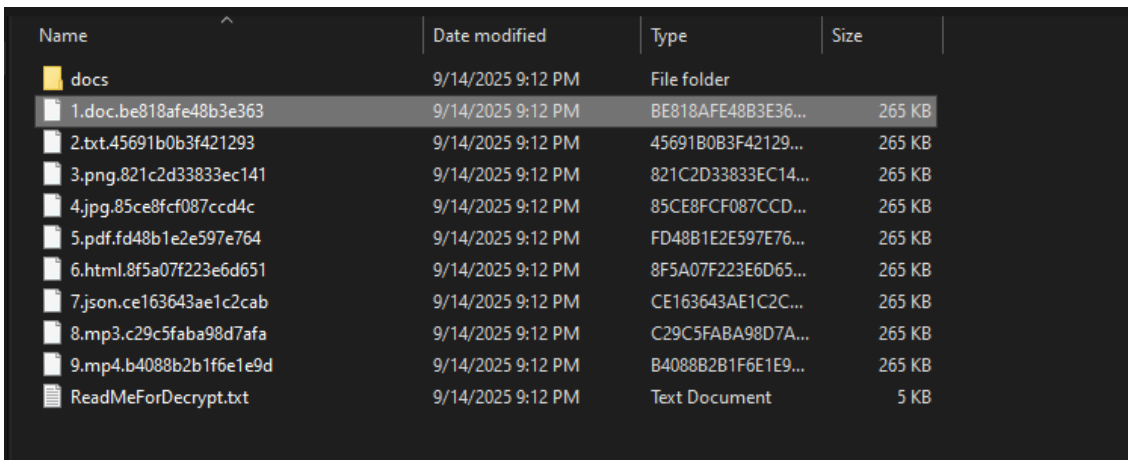 Name Date modified Type Size
docs 9/14/2025 9:12 PM File folder
1.doc.be818afe48b3e363 9/14/2025 9:12 PM BE818AFE48B3E36... 265 KB
2.txt.45691b0b3f421293 9/14/2025 9:12 PM 45691B0B3F42129... 265 KB
3.png.821c2d33833ec141 9/14/2025 9:12 PM 821C2D33833EC14... 265 KB
4.jpg.85ce8fcf087ccd4c 9/14/2025 9:12 PM 85CE8FCF087CCD... 265 KB
5.pdf.fd48b1e2e597e764 9/14/2025 9:12 PM FD48B1E2E597E76... 265 KB
6.html.8f5a07f223e6d651 9/14/2025 9:12 PM 8F5A07F223E6D65... 265 KB
7.json.ce163643ae1c2cab 9/14/2025 9:12 PM CE163643AE1C2C... 265 KB
8.mp3.c29c5faba98d7afa 9/14/2025 9:12 PM C29C5FABA98D7A... 265 KB
9.mp4.b4088b2b1f6e1e9d 9/14/2025 9:12 PM B4088B2B1F6E1E9... 265 KB
ReadMeForDecrypt.txt 9/14/2025 9:12 PM Text Document 5 KB